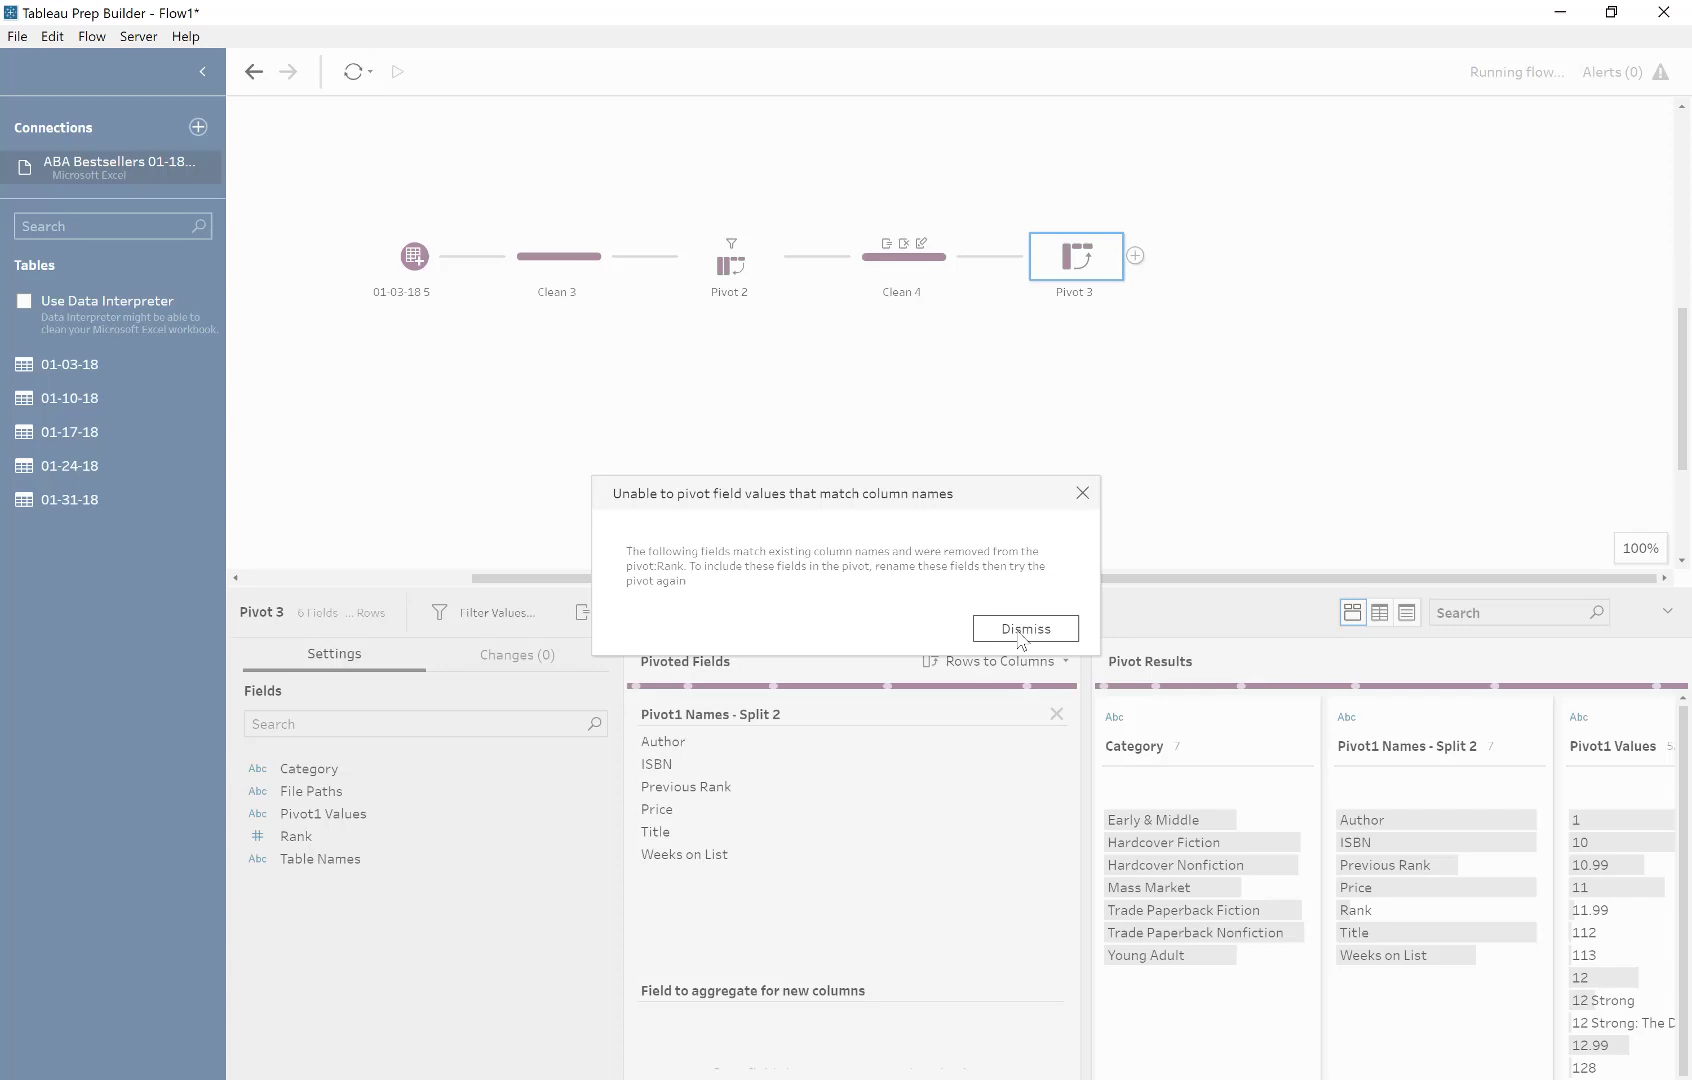 Tableau Prep Builder - Flow1*
File Edit Flow Server Help
Running flow... Alerts (0)
Connections
ABA Bestsellers 01-18...
Microsoft Excel
Search
Tables
Use Data Interpreter
Data Interpreter might be able to
clean your Microsoft Excel workbook.
01-03-18
01-10-18
01-17-18
01-24-18
01-31-18
01-03-18 5
Clean 3
Pivot 2
Clean 4
Pivot 3
100%
Unable to pivot field values that match column names
The following fields match existing column names and were removed from the
pivot:Rank. To include these fields in the pivot, rename these fields then try the
pivot again
Dismiss
Pivot 3 6 Fields ... Rows Filter Values...
Search
Settings Changes (0)
Fields
Search
Abc Category
Abc File Paths
Abc Pivot1 Values
# Rank
Abc Table Names
Pivoted Fields Rows to Columns
Pivot1 Names - Split 2
Author
ISBN
Previous Rank
Price
Title
Weeks on List
Field to aggregate for new columns
Pivot Results
Abc
Category 7
Early & Middle
Hardcover Fiction
Hardcover Nonfiction
Mass Market
Trade Paperback Fiction
Trade Paperback Nonfiction
Young Adult
Abc
Pivot1 Names - Split 2 7
Author
ISBN
Previous Rank
Price
Rank
Title
Weeks on List
Abc
Pivot1 Values
1
10
10.99
11
11.99
112
113
12
12 Strong
12 Strong: The D
12.99
128